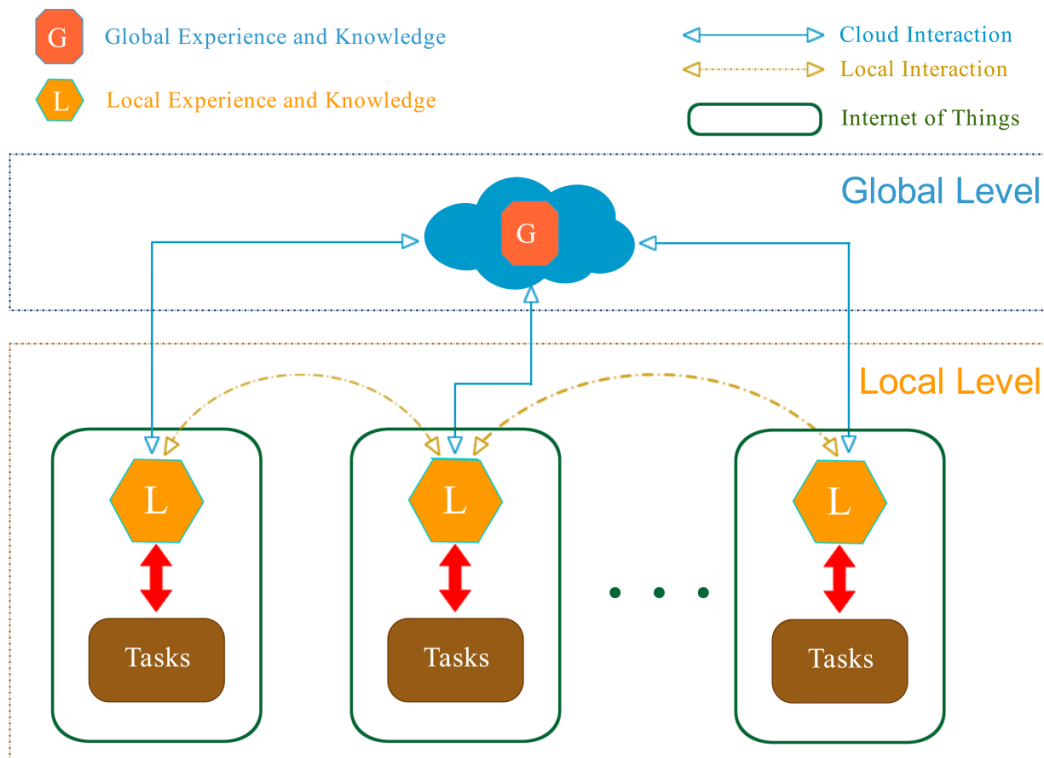 G Global Experience and Knowledge
Cloud Interaction
Local Interaction
L Local Experience and Knowledge
Internet of Things
Global Level
G
Local Level
L L L
Tasks Tasks Tasks